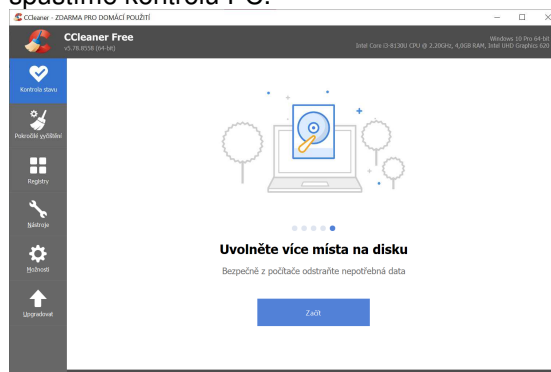 spustíme kontrolu PC.
CCleaner - ZDARMA PRO DOMÁCÍ POUŽITÍ
CCleaner Free
v5.78.8558 (64-bit)
Windows 10 Pro 64-bit
Intel Core i3-8130U CPU @ 2.20GHz, 4,0GB RAM, Intel UHD Graphics 620
Kontrola stavu
Pokročilé vyčištění
Registry
Nástroje
Možnosti
Upgradovat
Uvolněte více místa na disku
Bezpečně z počítače odstraňte nepotřebná data
Začít